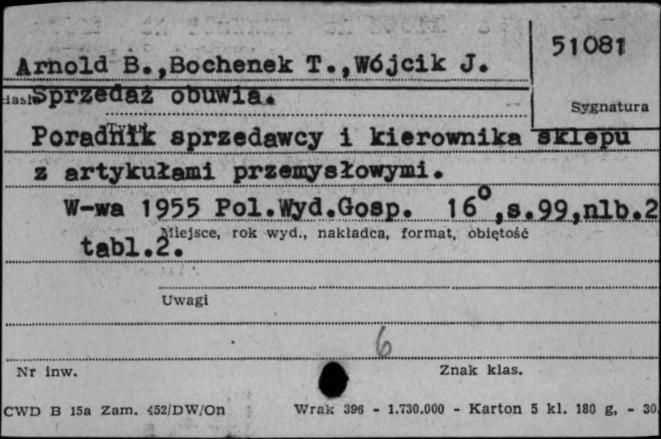 51081
Arnold B.,Bochenek T.,Wójcik J.
Sprzedaż obuwia.
Sygnatura
Tytuł
Poradnik sprzedawcy i kierownika sklepu
z artykułami przemysłowymi.
W-wa 1955 Pol.Wyd.Gosp. 16°,s.99,nlb.2
Miejsce, rok wyd., nakładca, format, objętość
tabl.2.
Uwagi
6
Nr inw.
Znak klas.
CWD B 15a Zam. 452/DW/On Wrak 396 - 1.730.000 - Karton 5 kl. 180 g, - 30